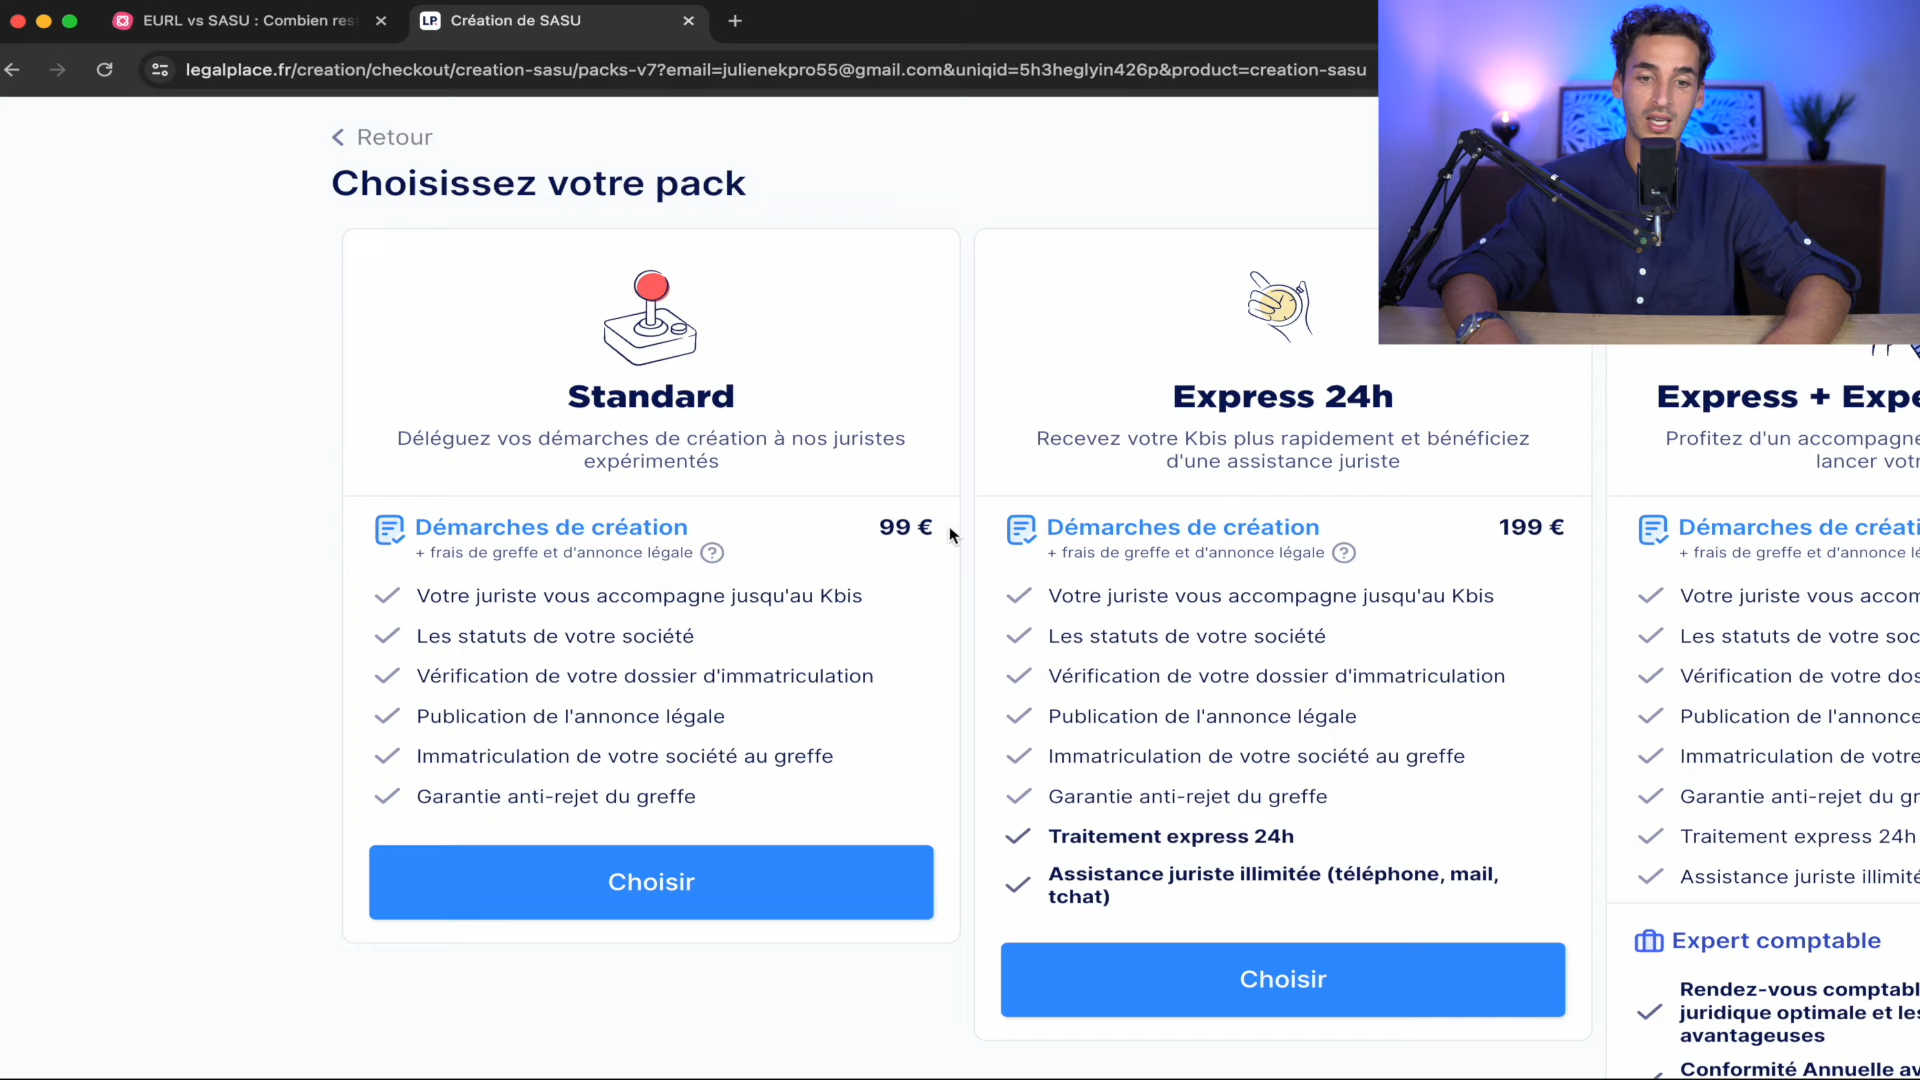 EURL vs SASU : Combien res
LP.
Création de SASU
legalplace.fr/creation/checkout/creation-sasu/packs-v7?email=julienekpro55@gmail.com&uniqid=5h3heglyin426p&product=creation-sasu
Retour
Choisissez votre pack
Standard
Déléguez vos démarches de création à nos juristes
expérimentés
Démarches de création 99 €
+ frais de greffe et d'annonce légale ?
Votre juriste vous accompagne jusqu'au Kbis
Les statuts de votre société
Vérification de votre dossier d'immatriculation
Publication de l'annonce légale
Immatriculation de votre société au greffe
Garantie anti-rejet du greffe
Choisir
Express 24h
Recevez votre Kbis plus rapidement et bénéficiez
d'une assistance juriste
Démarches de création 199 €
+ frais de greffe et d'annonce légale ?
Votre juriste vous accompagne jusqu'au Kbis
Les statuts de votre société
Vérification de votre dossier d'immatriculation
Publication de l'annonce légale
Immatriculation de votre société au greffe
Garantie anti-rejet du greffe
Traitement express 24h
Assistance juriste illimitée (téléphone, mail,
tchat)
Choisir
Express + Expe
Profitez d'un accompagne
lancer votr
Démarches de créati
+ frais de greffe et d'annonce lé
Votre juriste vous accom
Les statuts de votre soc
Vérification de votre dos
Publication de l'annonce
Immatriculation de votre
Garantie anti-rejet du gr
Traitement express 24h
Assistance juriste illimité
Expert comptable
Rendez-vous comptabl
juridique optimale et les
avantageuses
Conformité Annuelle av